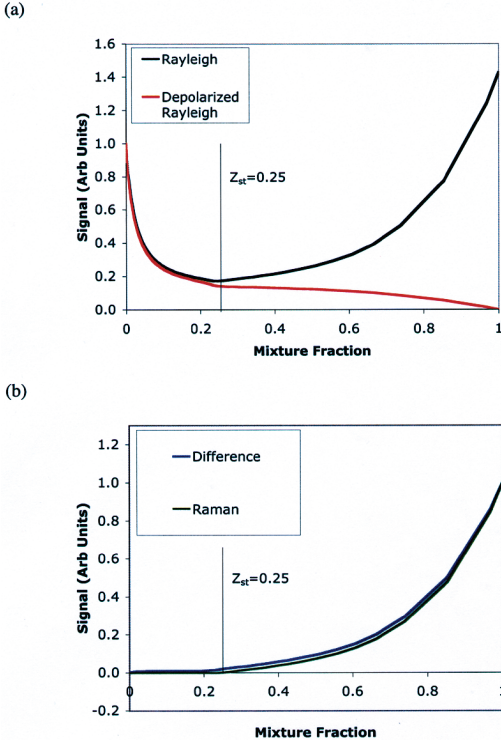 (a)
1.6
1.4
1.2
1.0
0.8
0.6
0.4
0.2
0.0
Signal (Arb Units)
Rayleigh
Depolarized
Rayleigh
Zst=0.25
0
0.2
0.4
0.6
0.8
1
Mixture Fraction
(b)
1.2
1.0
0.8
0.6
0.4
0.2
0.0
-0.2
Signal (Arb Units)
Difference
Raman
Zst=0.25
0
0.2
0.4
0.6
0.8
1
Mixture Fraction